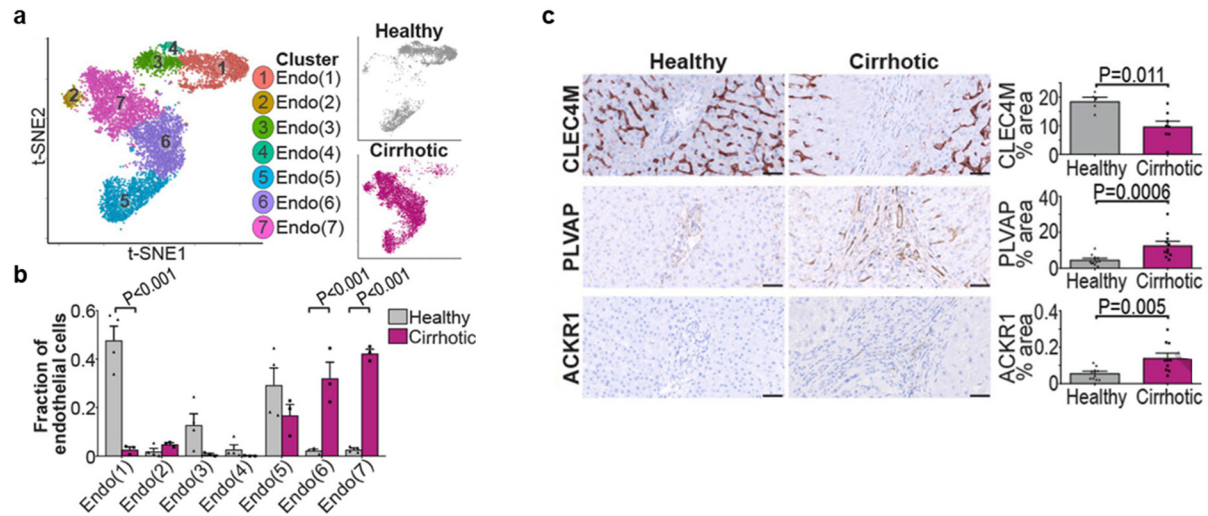 a
t-SNE2
t-SNE1
1
2
3
4
5
6
7
Cluster
1 Endo(1)
2 Endo(2)
3 Endo(3)
4 Endo(4)
5 Endo(5)
6 Endo(6)
7 Endo(7)
Healthy
Cirrhotic
b
Fraction of
endothelial cells
0.6
0.4
0.2
0
P<0.001
P<0.001
P<0.001
Healthy
Cirrhotic
Endo(1)
Endo(2)
Endo(3)
Endo(4)
Endo(5)
Endo(6)
Endo(7)
c
Healthy
Cirrhotic
CLEC4M
PLVAP
ACKR1
CLEC4M
% area
P=0.011
20
10
0
Healthy
Cirrhotic
PLVAP
% area
P=0.0006
40
20
0
Healthy
Cirrhotic
ACKR1
% area
P=0.005
0.4
0.2
0
Healthy
Cirrhotic